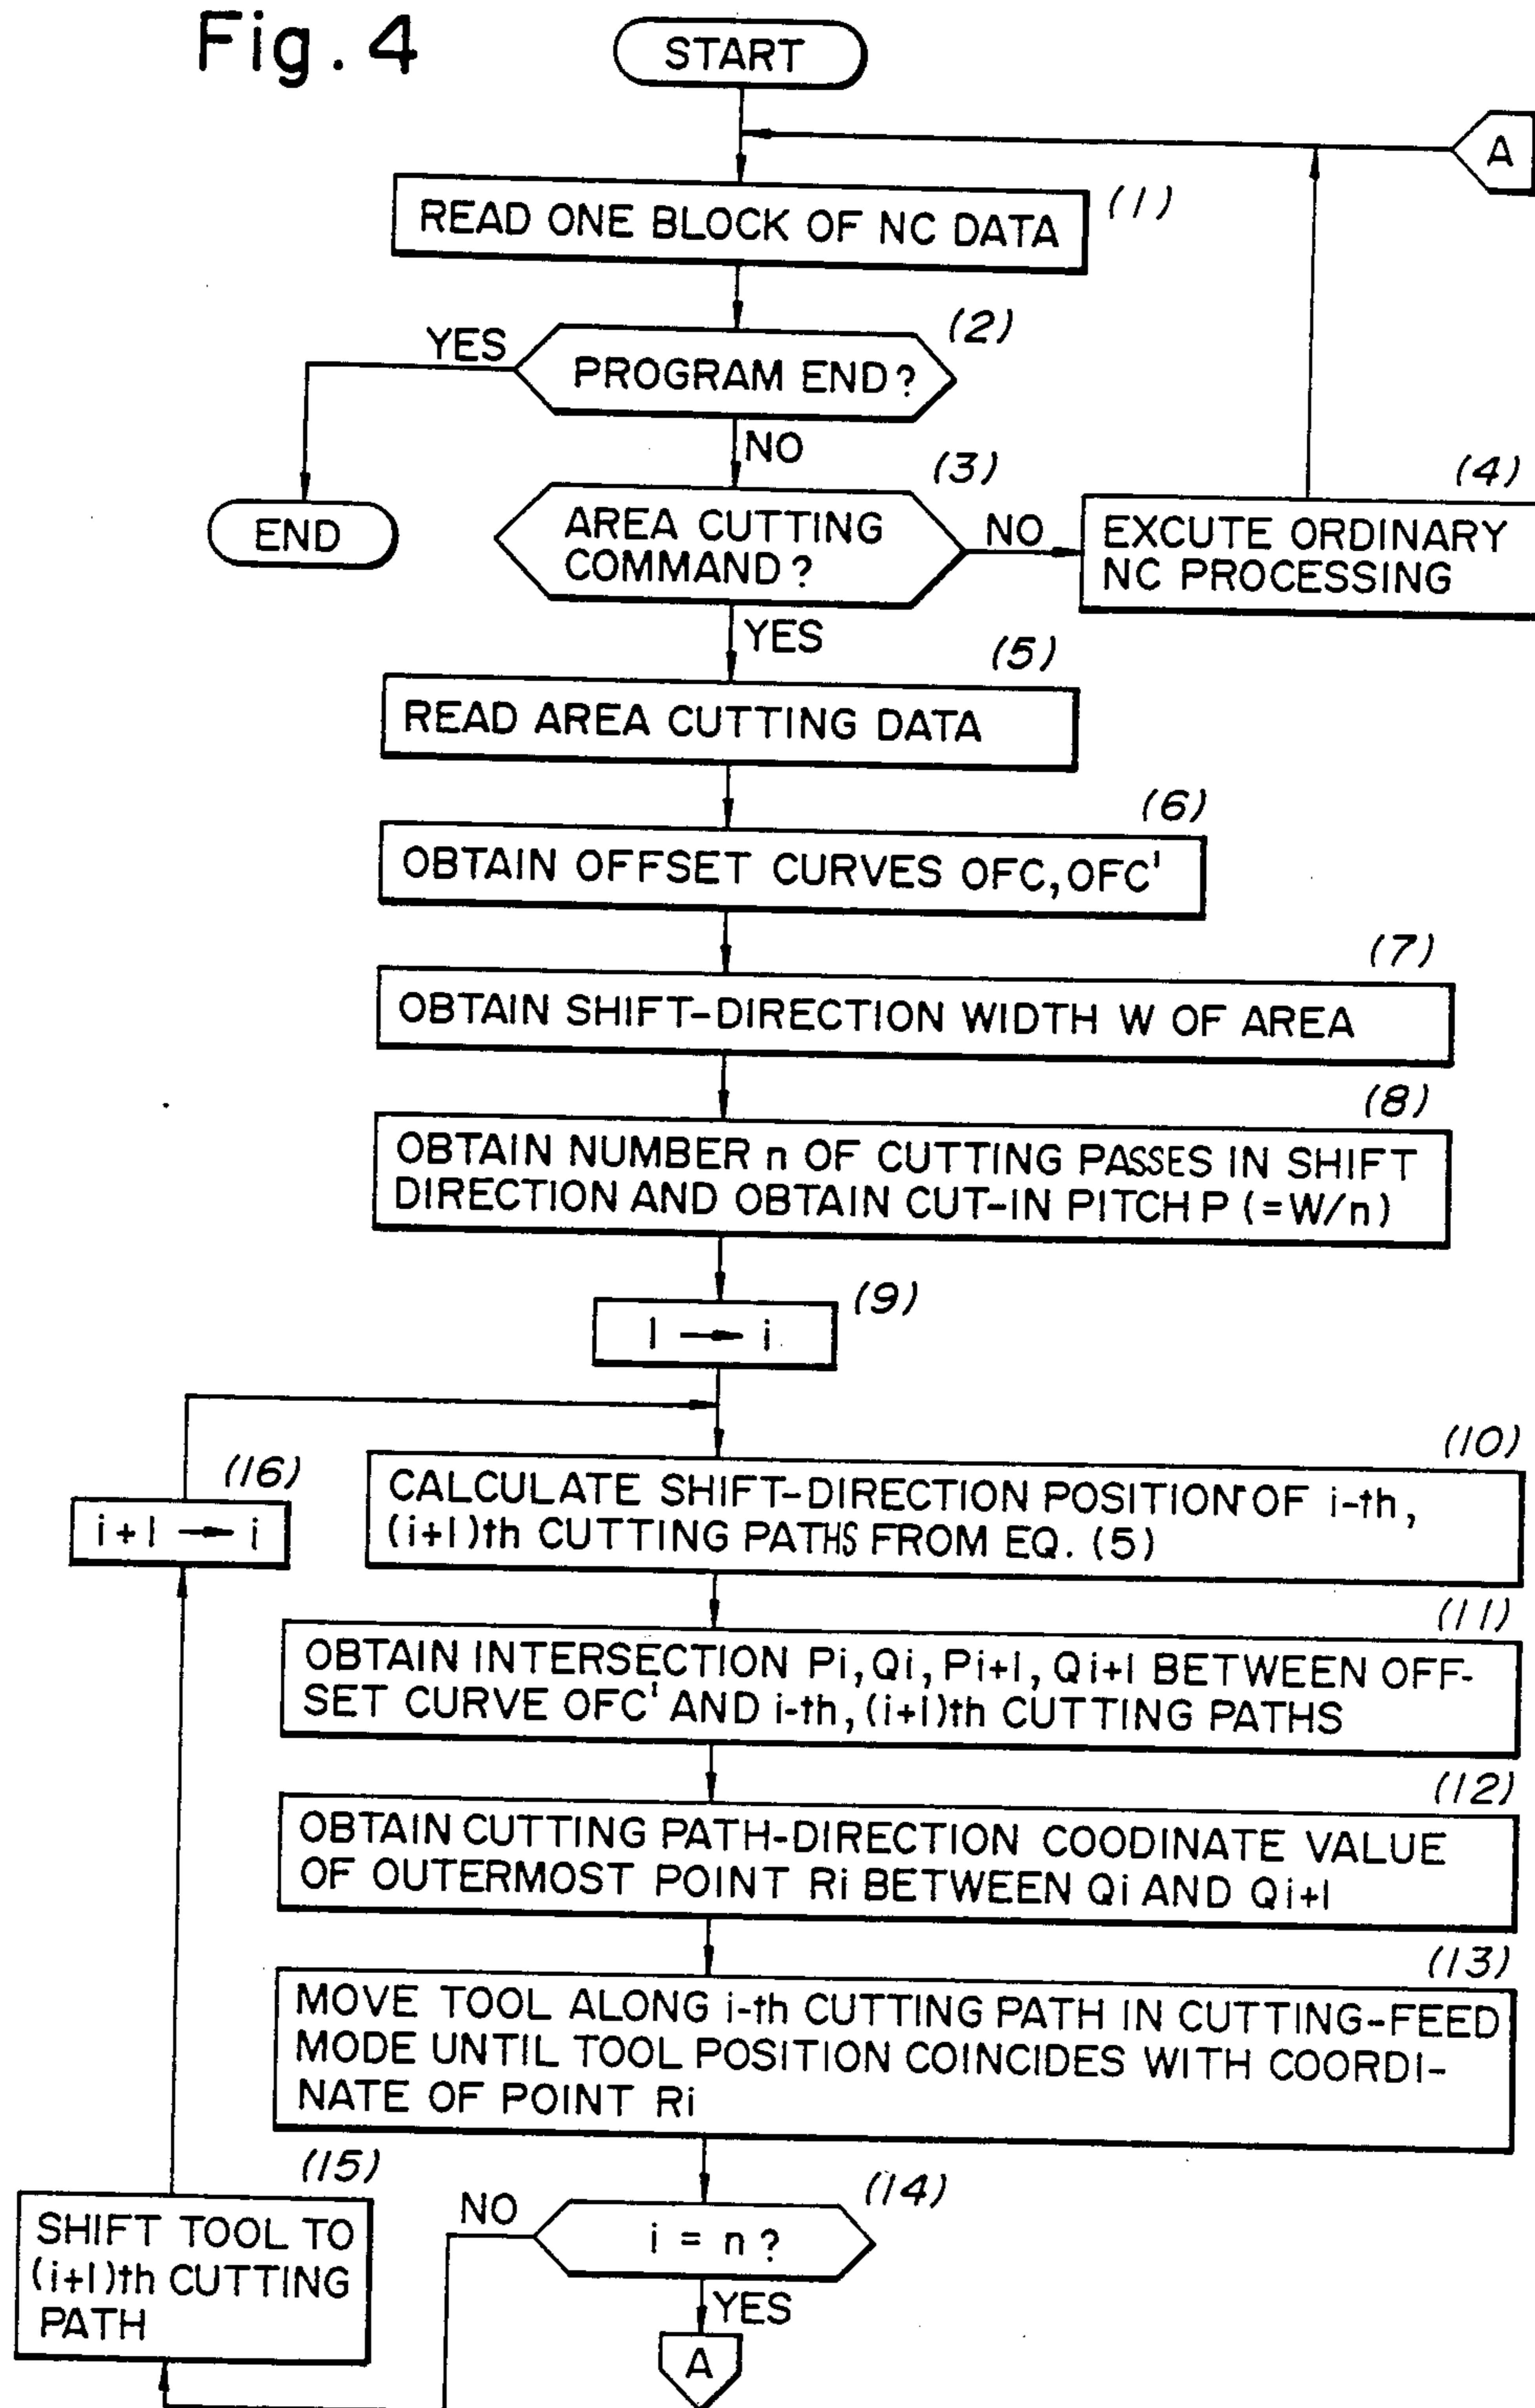 Fig. 4
START
A
READ ONE BLOCK OF NC DATA
(1)
(2)
YES
PROGRAM END?
NO
(3)
(4)
END
AREA CUTTING
COMMAND?
NO
EXCUTE ORDINARY
NC PROCESSING
YES
(5)
READ AREA CUTTING DATA
(6)
OBTAIN OFFSET CURVES OFC, OFC'
(7)
OBTAIN SHIFT-DIRECTION WIDTH W OF AREA
(8)
OBTAIN NUMBER n OF CUTTING PASSES IN SHIFT
DIRECTION AND OBTAIN CUT-IN PITCH P (=W/n)
(9)
1 → i
(10)
(16)
CALCULATE SHIFT-DIRECTION POSITION OF i-th,
(i+1)th CUTTING PATHS FROM EQ. (5)
i+1 → i
(11)
OBTAIN INTERSECTION Pi, Qi, Pi+1, Qi+1 BETWEEN OFF-
SET CURVE OFC' AND i-th, (i+1)th CUTTING PATHS
(12)
OBTAIN CUTTING PATH-DIRECTION COODINATE VALUE
OF OUTERMOST POINT Ri BETWEEN Qi AND Qi+1
(13)
MOVE TOOL ALONG i-th CUTTING PATH IN CUTTING-FEED
MODE UNTIL TOOL POSITION COINCIDES WITH COORDI-
NATE OF POINT Ri
(15)
(14)
NO
i = n?
SHIFT TOOL TO
(i+1)th CUTTING
PATH
YES
A